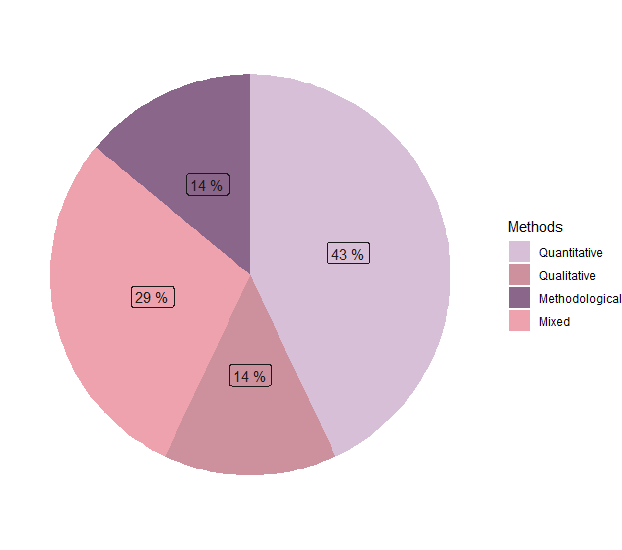 14 %
43 %
29 %
14 %
Methods
Quantitative
Qualitative
Methodological
Mixed